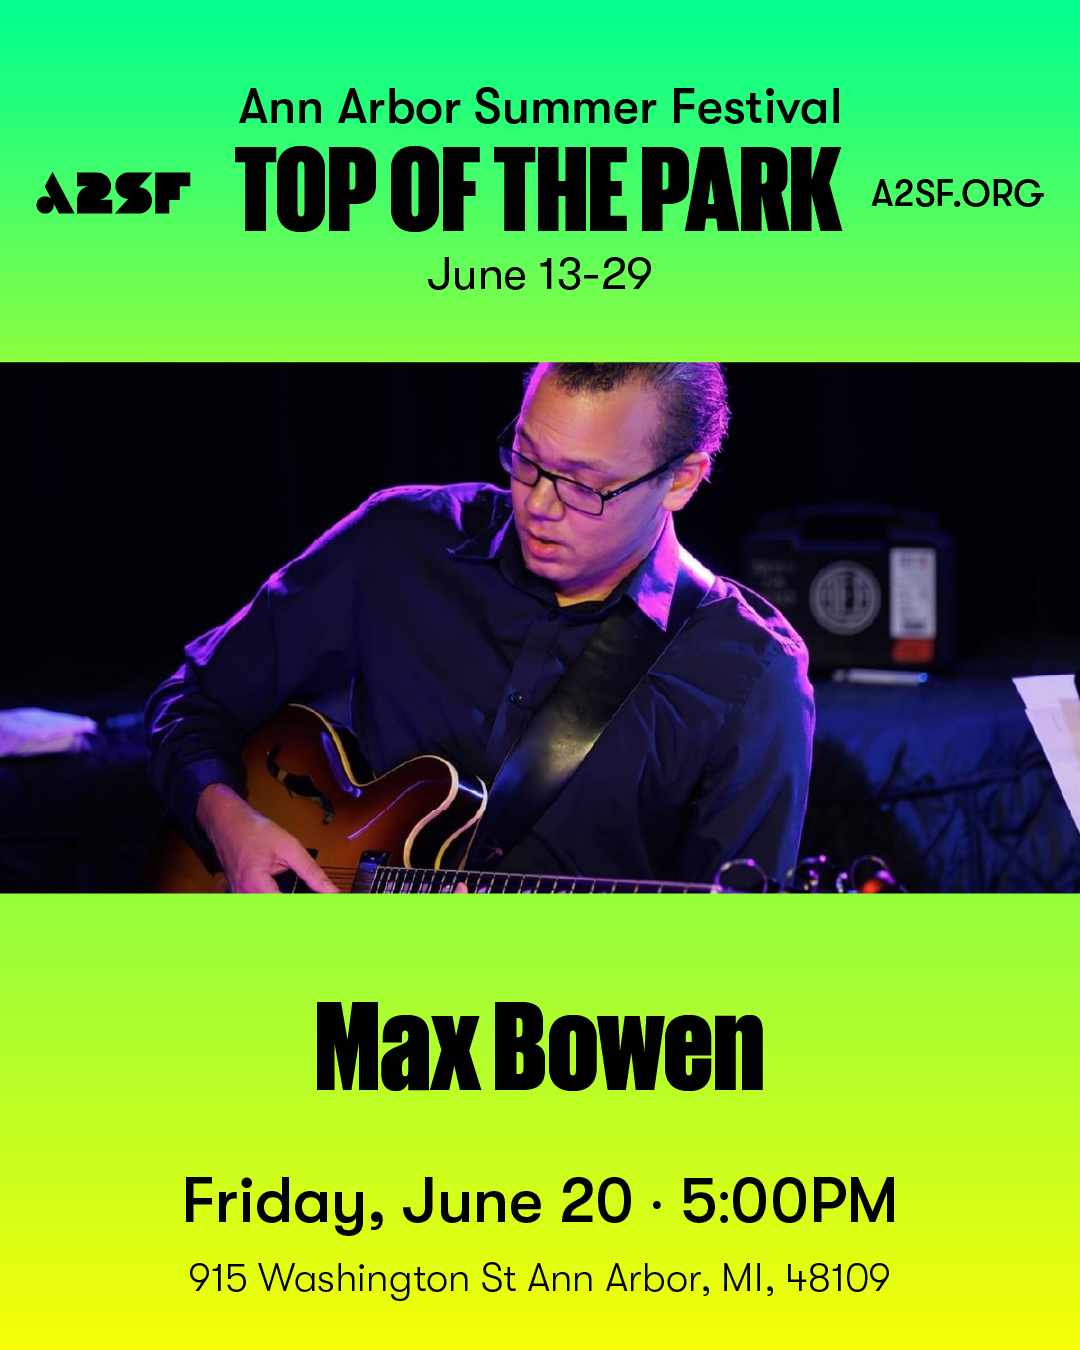 Ann Arbor Summer Festival
A2SF
TOP OF THE PARK
A2SF.ORG
June 13-29
Max Bowen
Friday, June 20 · 5:00PM
915 Washington St Ann Arbor, MI, 48109